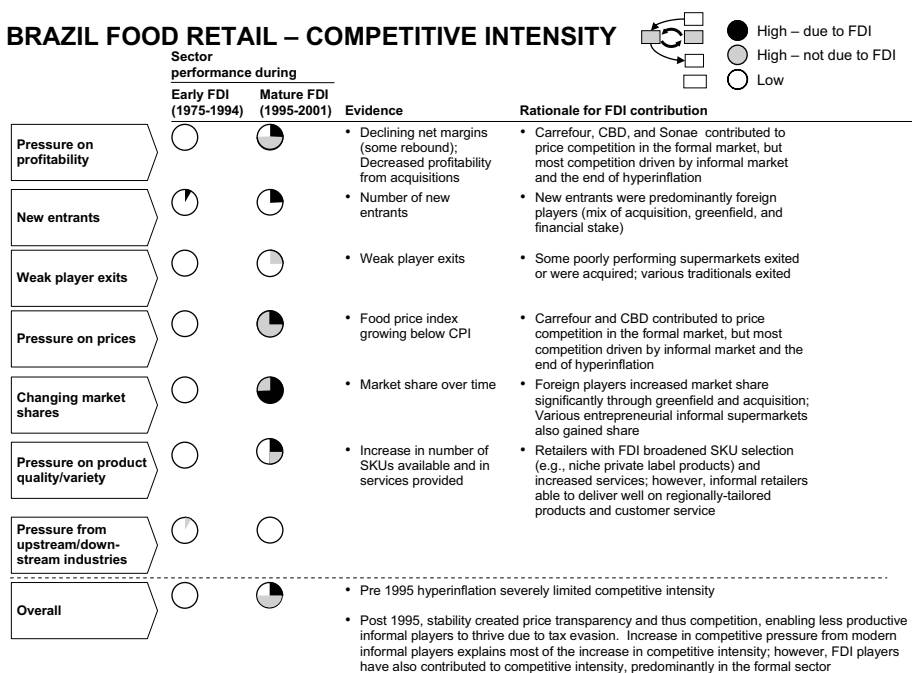 BRAZIL FOOD RETAIL – COMPETITIVE INTENSITY
High – due to FDI
High – not due to FDI
Low
Sector
performance during
Early FDI
(1975-1994)
Mature FDI
(1995-2001)
Evidence
Rationale for FDI contribution
Pressure on
profitability
• Declining net margins
(some rebound);
Decreased profitability
from acquisitions
• Carrefour, CBD, and Sonae contributed to
price competition in the formal market, but
most competition driven by informal market
and the end of hyperinflation
New entrants
• Number of new
entrants
• New entrants were predominantly foreign
players (mix of acquisition, greenfield, and
financial stake)
Weak player exits
• Weak player exits
• Some poorly performing supermarkets exited
or were acquired; various traditionals exited
Pressure on prices
• Food price index
growing below CPI
• Carrefour and CBD contributed to price
competition in the formal market, but most
competition driven by informal market and the
end of hyperinflation
Changing market
shares
• Market share over time
• Foreign players increased market share
significantly through greenfield and acquisition;
Various entrepreneurial informal supermarkets
also gained share
Pressure on product
quality/variety
• Increase in number of
SKUs available and in
services provided
• Retailers with FDI broadened SKU selection
(e.g., niche private label products) and
increased services; however, informal retailers
able to deliver well on regionally-tailored
products and customer service
Pressure from
upstream/down-
stream industries
Overall
• Pre 1995 hyperinflation severely limited competitive intensity
• Post 1995, stability created price transparency and thus competition, enabling less productive
informal players to thrive due to tax evasion. Increase in competitive pressure from modern
informal players explains most of the increase in competitive intensity; however, FDI players
have also contributed to competitive intensity, predominantly in the formal sector